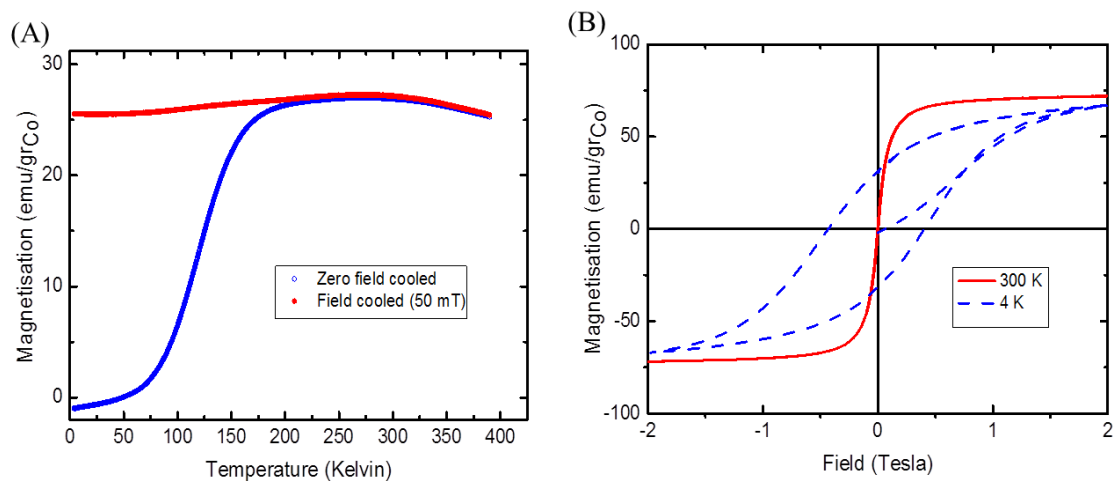 (A)
30
20
10
0
Magnetisation (emu/gr_Co)
0 50 100 150 200 250 300 350 400
Temperature (Kelvin)
Zero field cooled
Field cooled (50 mT)
(B)
100
50
0
-50
-100
Magnetisation (emu/gr_Co)
-2 -1 0 1 2
Field (Tesla)
300 K
4 K